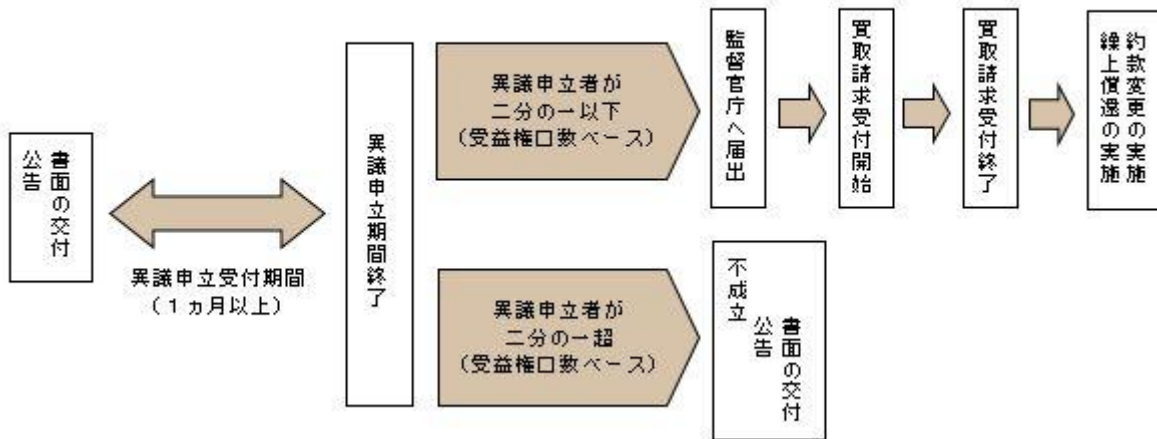 書面の交付
公告
異議申立受付期間
(1ヵ月以上)
異議申立期間終了
異議申立者が
二分の一以下
(受益権口数ベース)
監督官庁へ届出
買取請求受付開始
買取請求受付終了
約款変更の実施
繰上償還の実施
異議申立者が
二分の一超
(受益権口数ベース)
不成立
書面の交付
公告